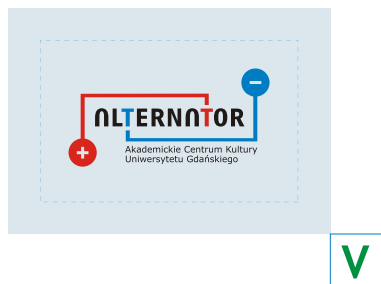 ALTERNATOR
Akademickie Centrum Kultury
Uniwersytetu Gdańskiego
V